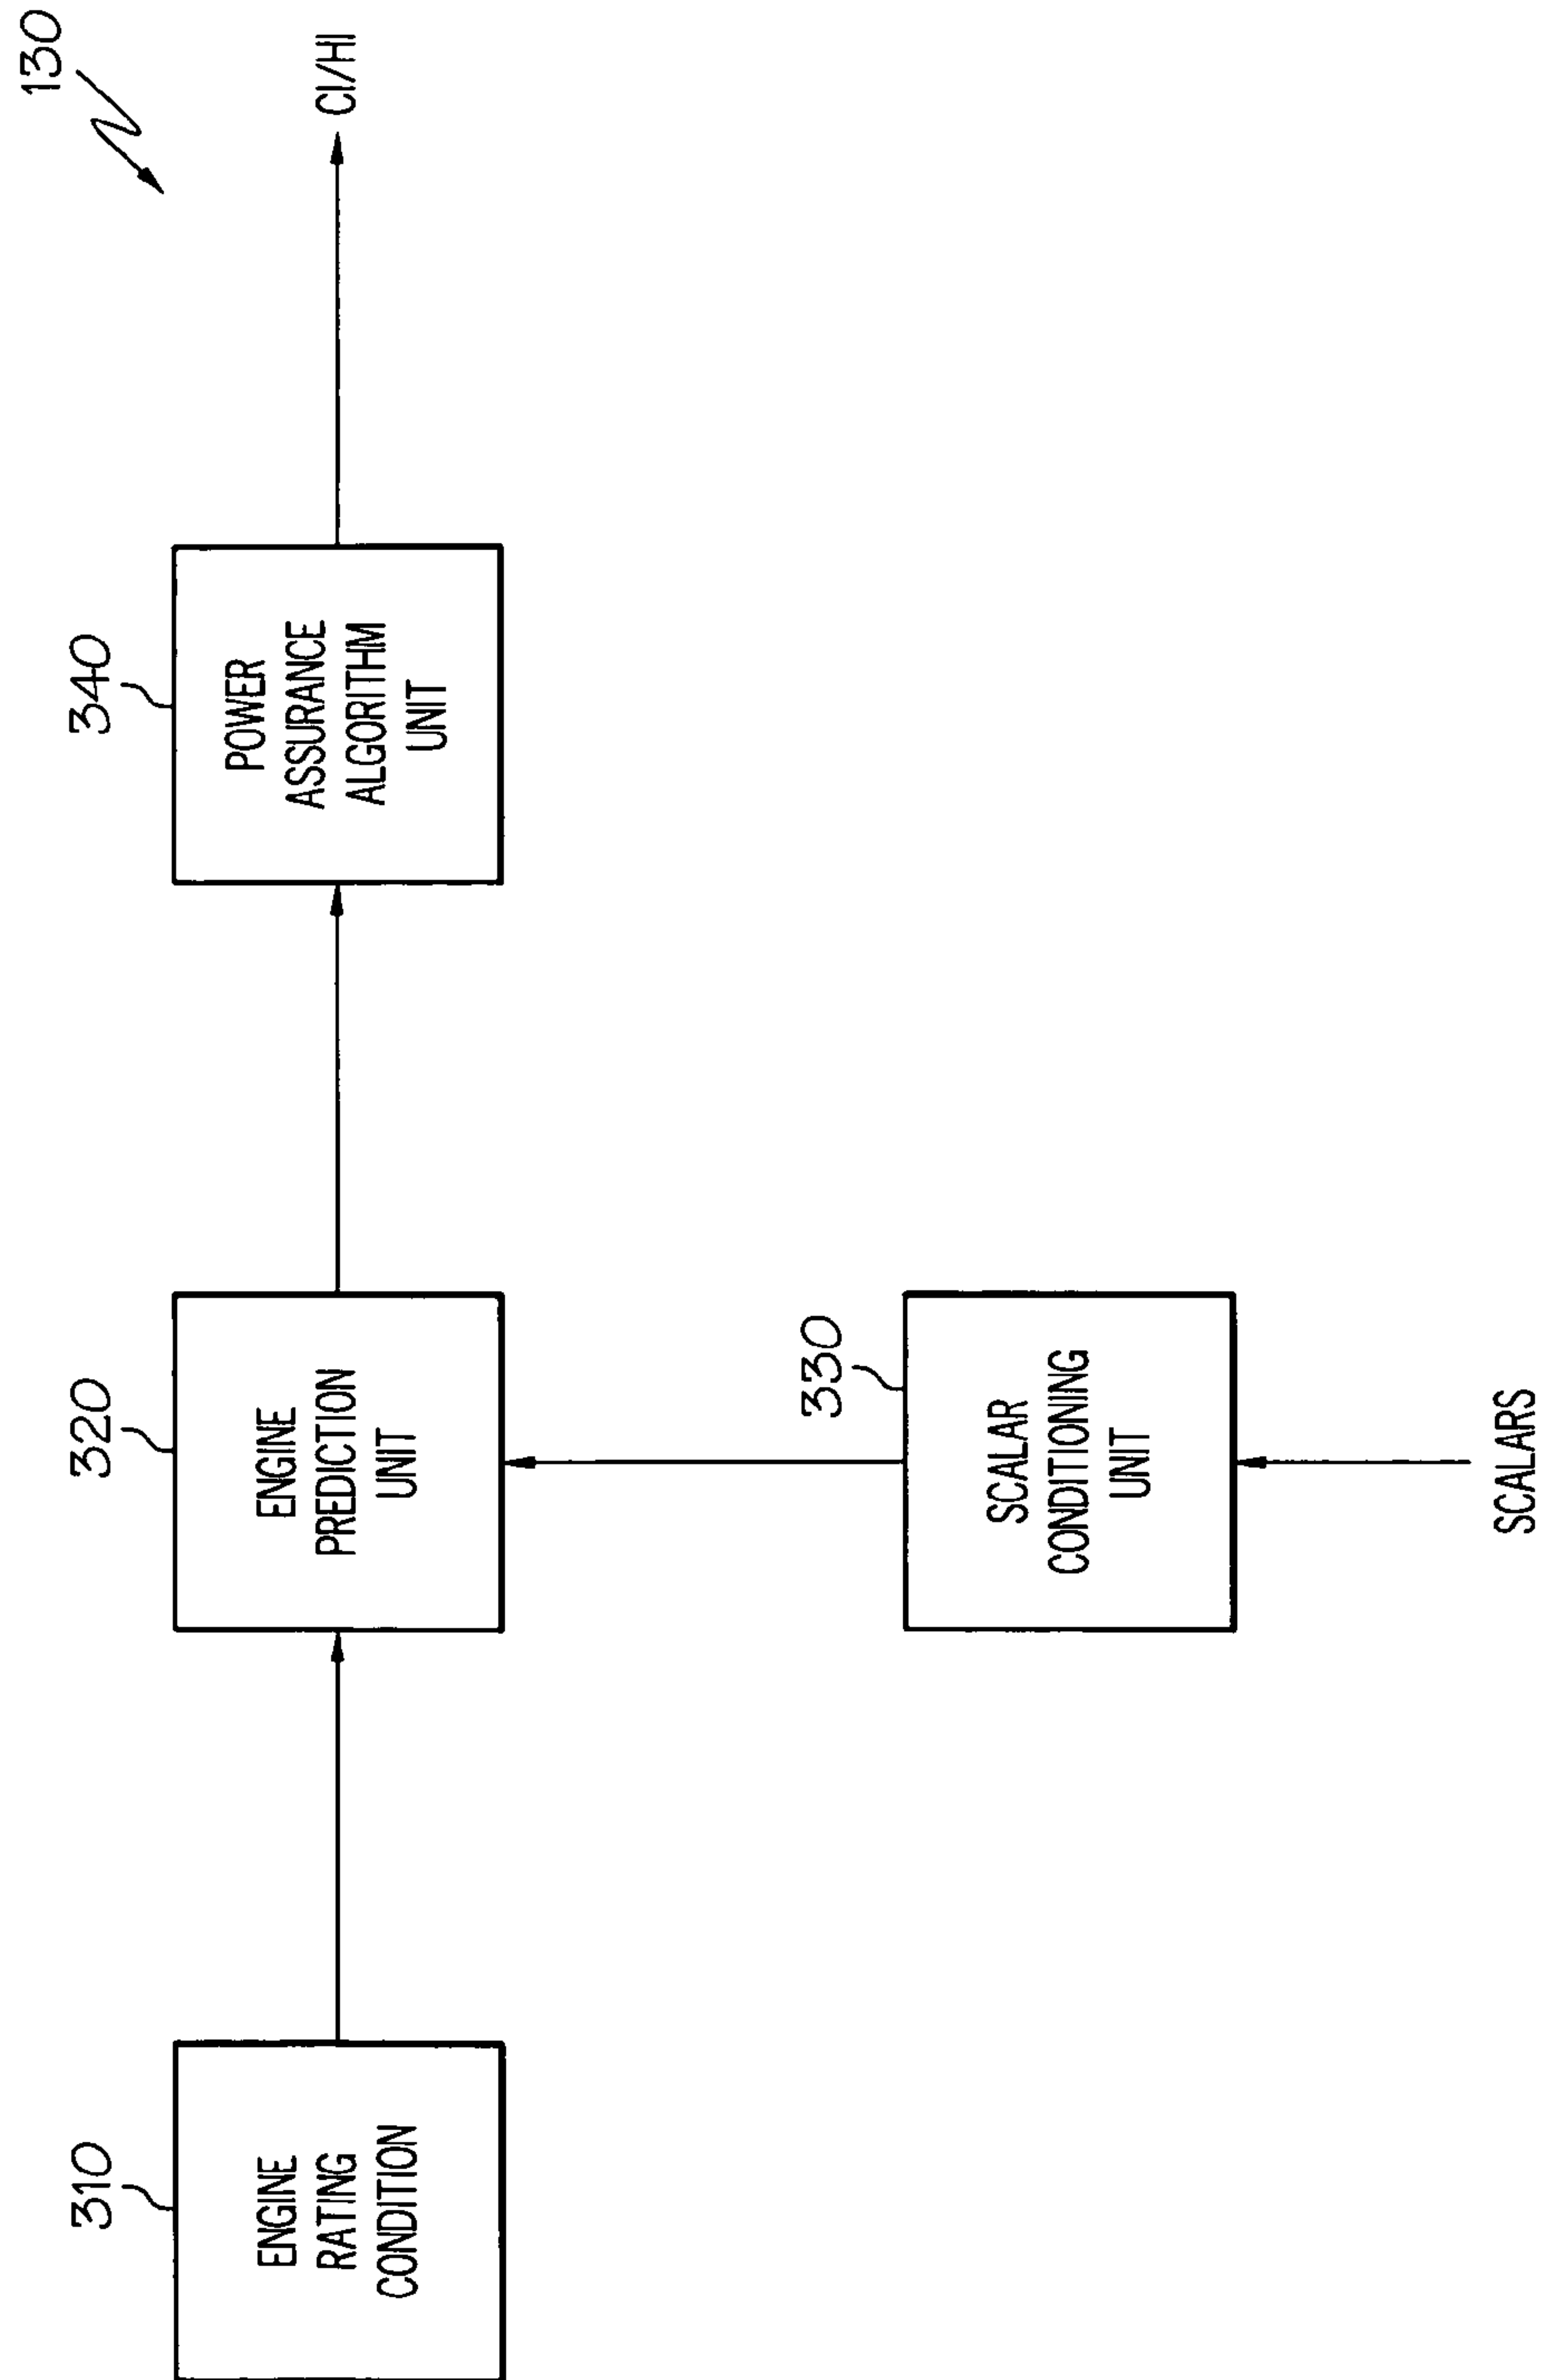 130
310
ENGINE
RATING
CONDITION
320
ENGINE
PREDICTION
UNIT
340
POWER
ASSURANCE
ALGORITHM
UNIT
CI/HI
330
SCALAR
CONDITIONING
UNIT
SCALARS